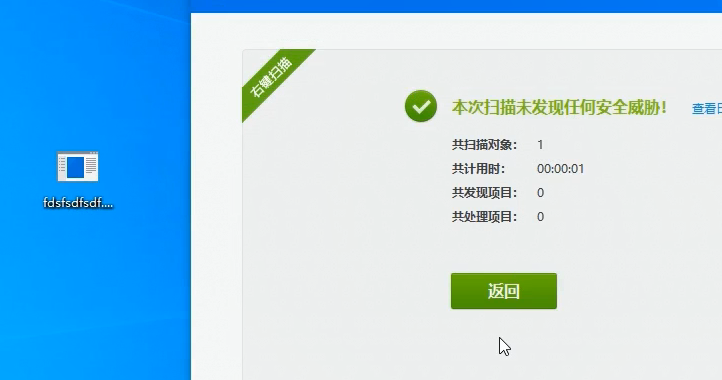 右键扫描
本次扫描未发现任何安全威胁！
查看日
共扫描对象： 1
共计用时： 00:00:01
共发现项目： 0
共处理项目： 0
返回
fdsfsdfsdf....